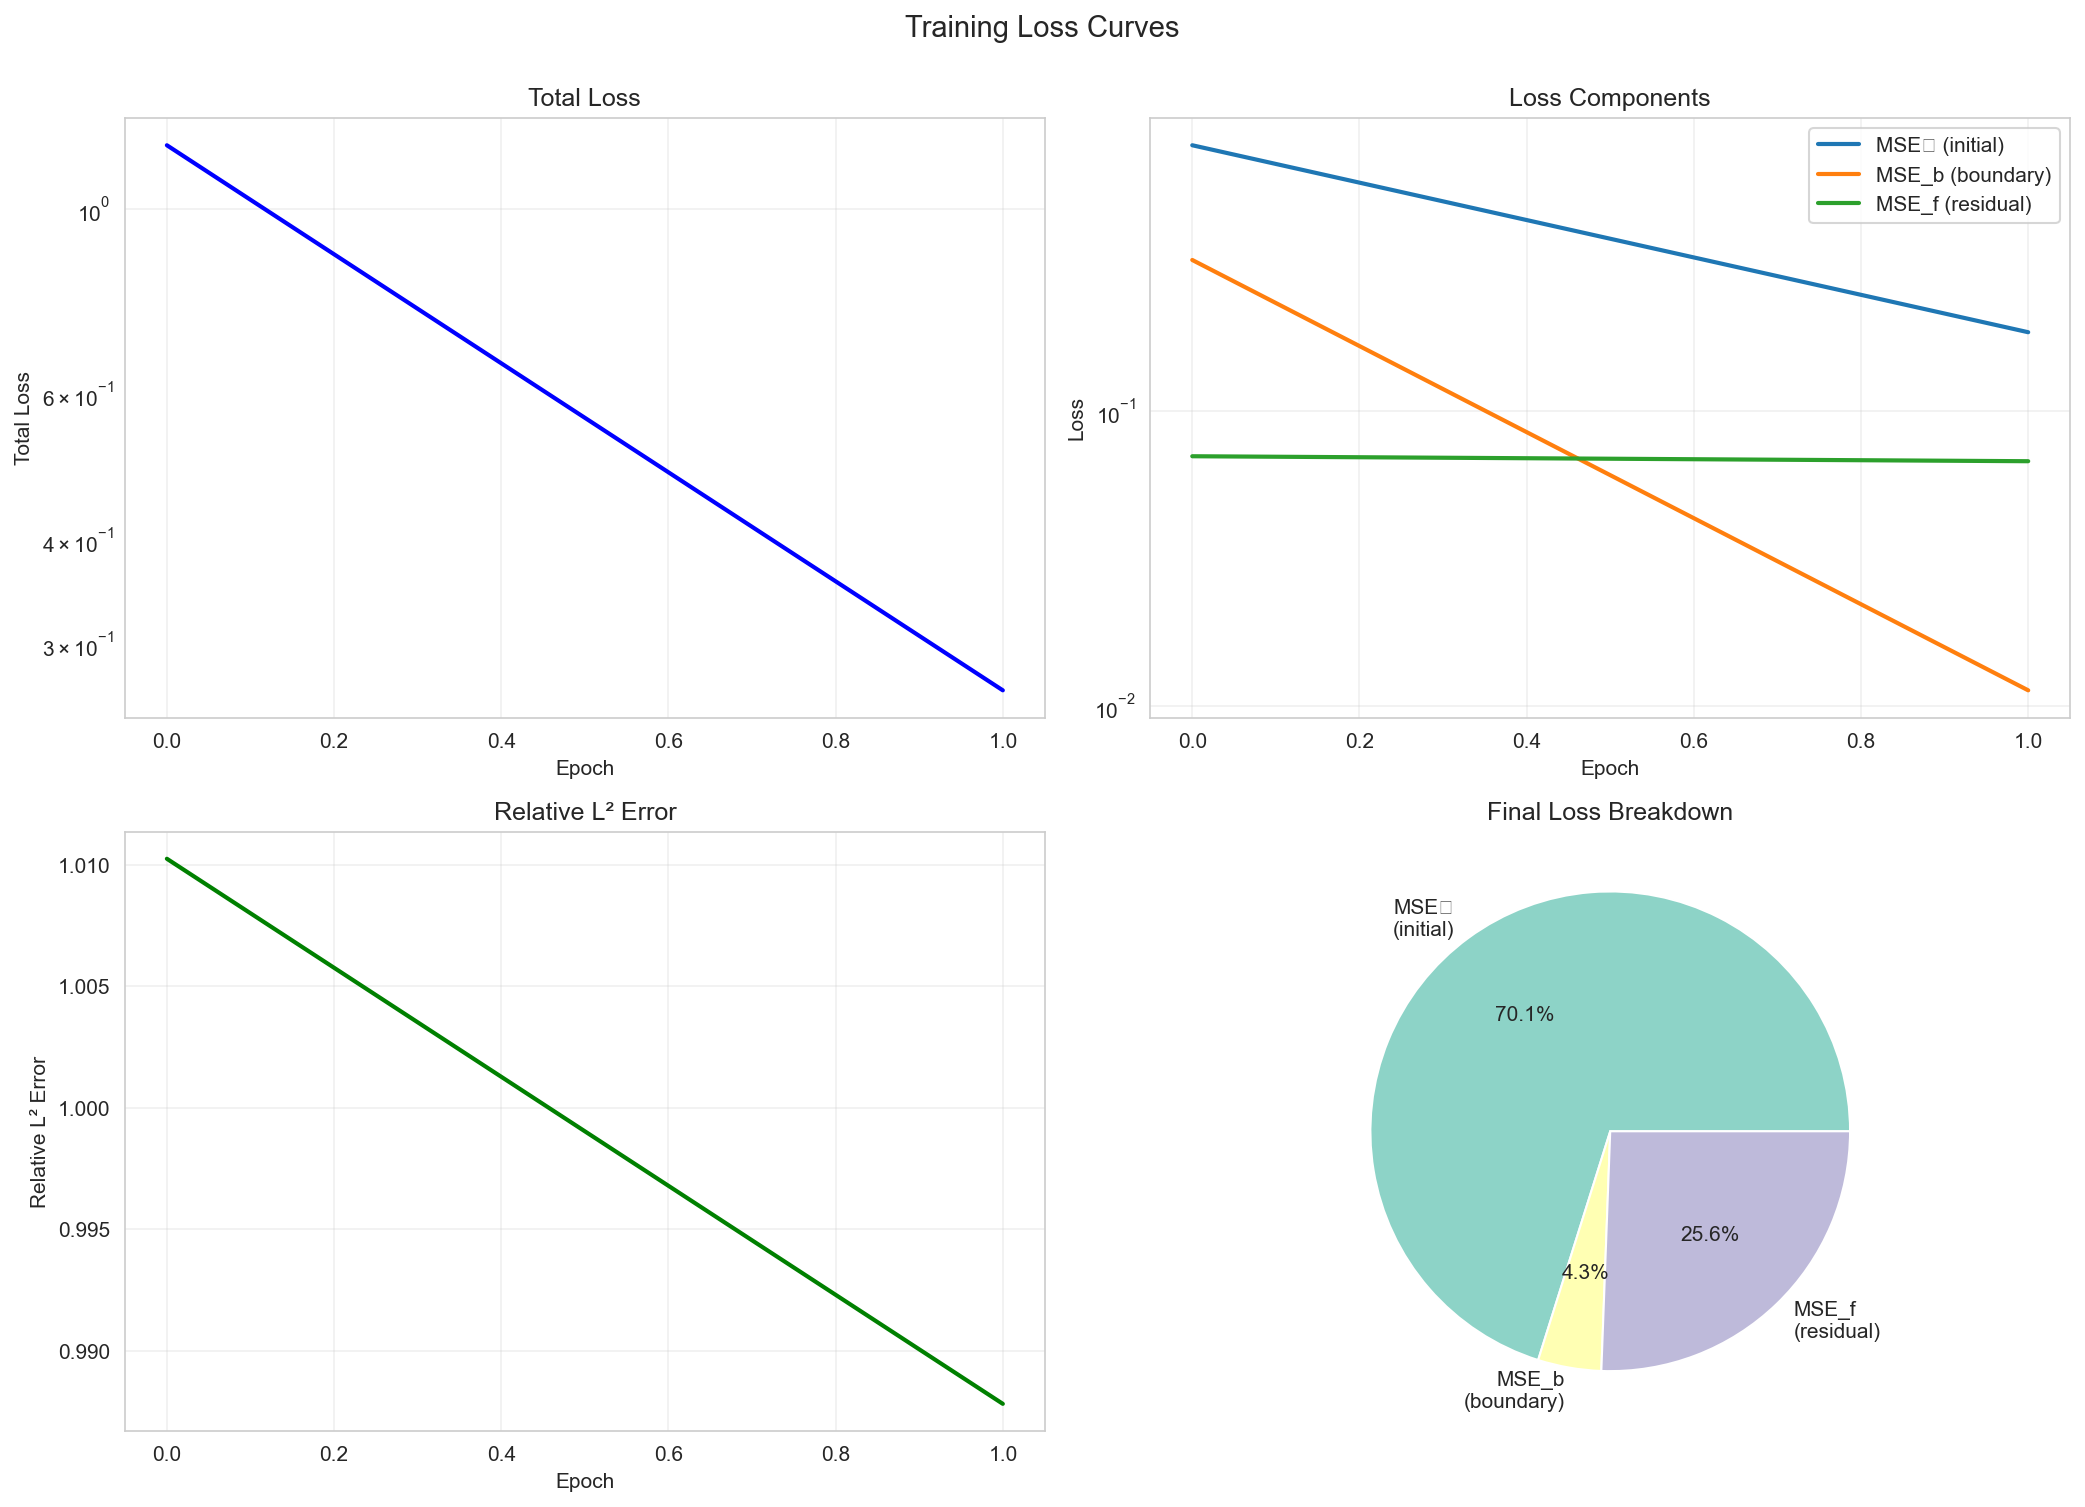 Training Loss Curves
Total Loss
Total Loss
10⁰
6 × 10⁻¹
4 × 10⁻¹
3 × 10⁻¹
0.0 0.2 0.4 0.6 0.8 1.0
Epoch
Loss Components
MSE□ (initial)
MSE_b (boundary)
MSE_f (residual)
Loss
10⁻¹
10⁻²
0.0 0.2 0.4 0.6 0.8 1.0
Epoch
Relative L² Error
Relative L² Error
1.010
1.005
1.000
0.995
0.990
0.0 0.2 0.4 0.6 0.8 1.0
Epoch
Final Loss Breakdown
MSE□
(initial)
70.1%
25.6%
4.3%
MSE_f
(residual)
MSE_b
(boundary)